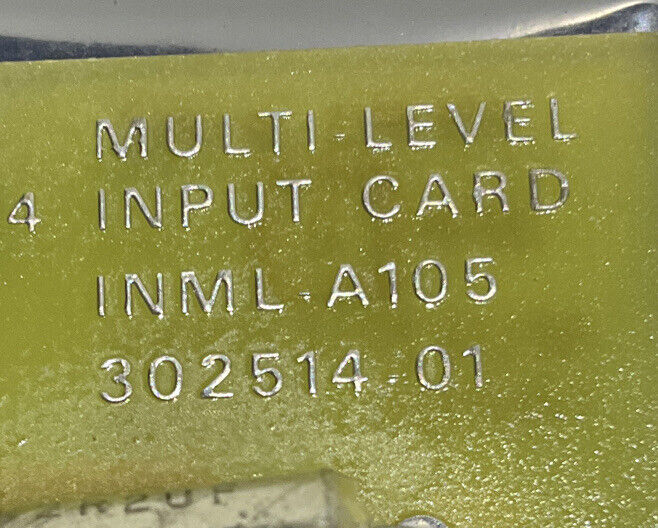 MULTI-LEVEL
4 INPUT CARD
INML-A105
302514-01